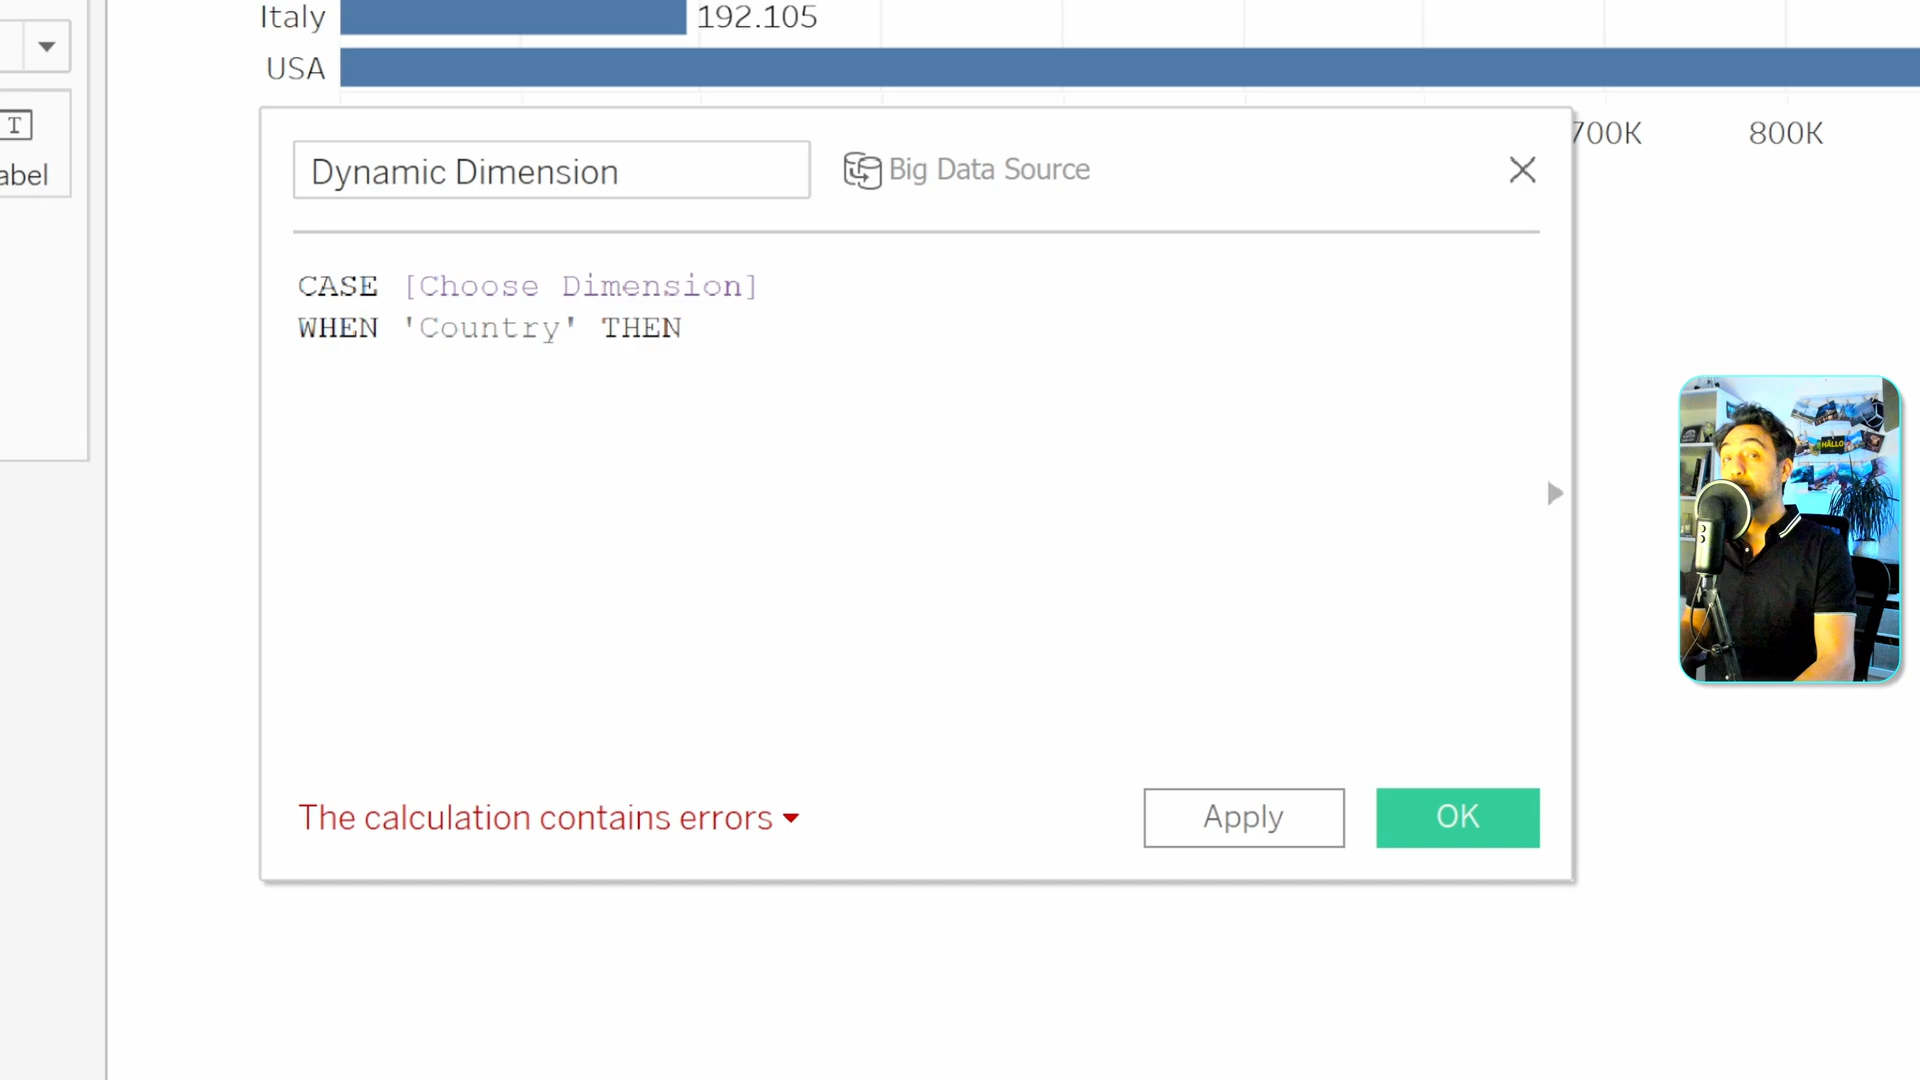 Italy 192.105
USA
700K 800K
T
abel
Dynamic Dimension
Big Data Source
CASE [Choose Dimension]
WHEN 'Country' THEN
HALLO
The calculation contains errors
Apply
OK